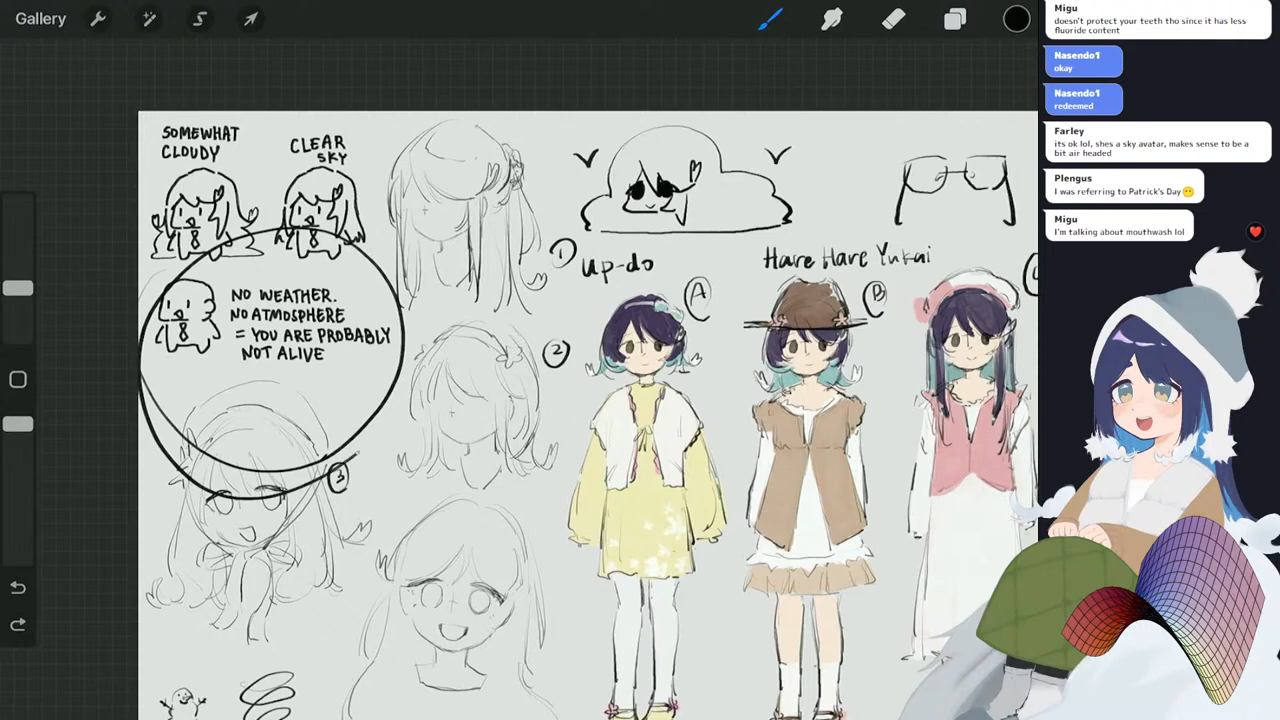 Gallery
SOMEWHAT
CLOUDY
CLEAR
SKY
NO WEATHER.
NO ATMOSPHERE
= YOU ARE PROBABLY
NOT ALIVE
1
up-do
Hare Hare Yukai
A
B
2
3
Migu
doesn't protect your teeth tho since it has less
fluoride content
Nasendo1
okay
Nasendo1
redeemed
Farley
its ok lol, shes a sky avatar, makes sense to be a
bit air headed
Plengus
I was referring to Patrick's Day😶
Migu
I'm talking about mouthwash lol